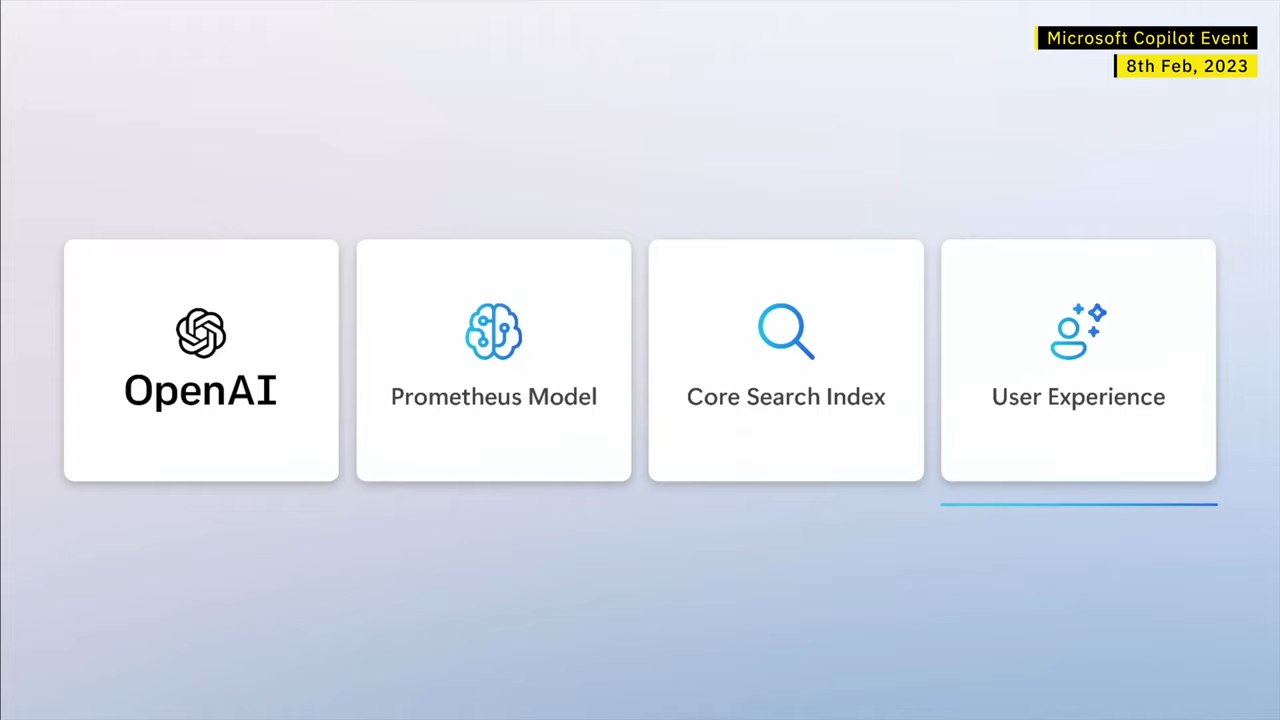 Microsoft Copilot Event
8th Feb, 2023
OpenAI
Prometheus Model
Core Search Index
User Experience